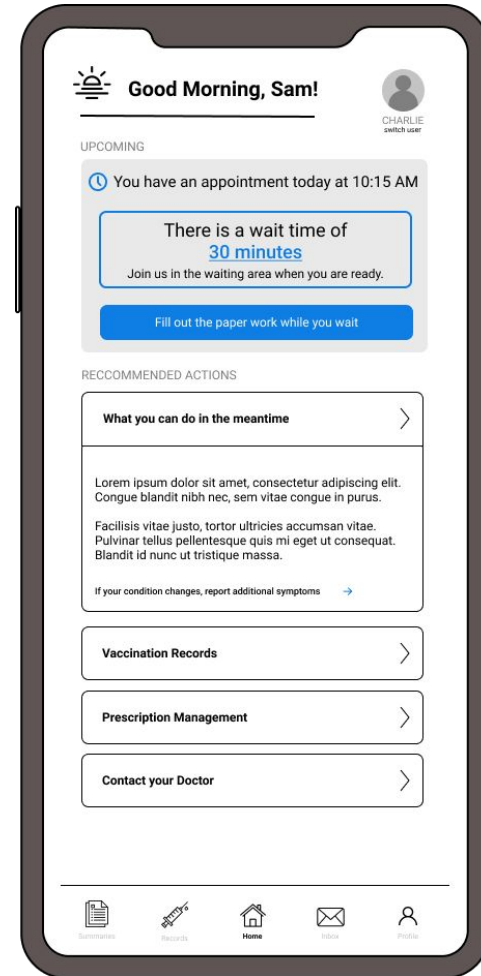 Good Morning, Sam!
CHARLIE
switch user
UPCOMING
You have an appointment today at 10:15 AM
There is a wait time of
30 minutes
Join us in the waiting area when you are ready.
Fill out the paper work while you wait
RECCOMMENDED ACTIONS
What you can do in the meantime
Lorem ipsum dolor sit amet, consectetur adipiscing elit.
Congue blandit nibh nec, sem vitae congue in purus.
Facilisis vitae justo, tortor ultricies accumsan vitae.
Pulvinar tellus pellentesque quis mi eget ut consequat.
Blandit id nunc ut tristique massa.
If your condition changes, report additional symptoms
Vaccination Records
Prescription Management
Contact your Doctor
Summaries Records Home Inbox Profile